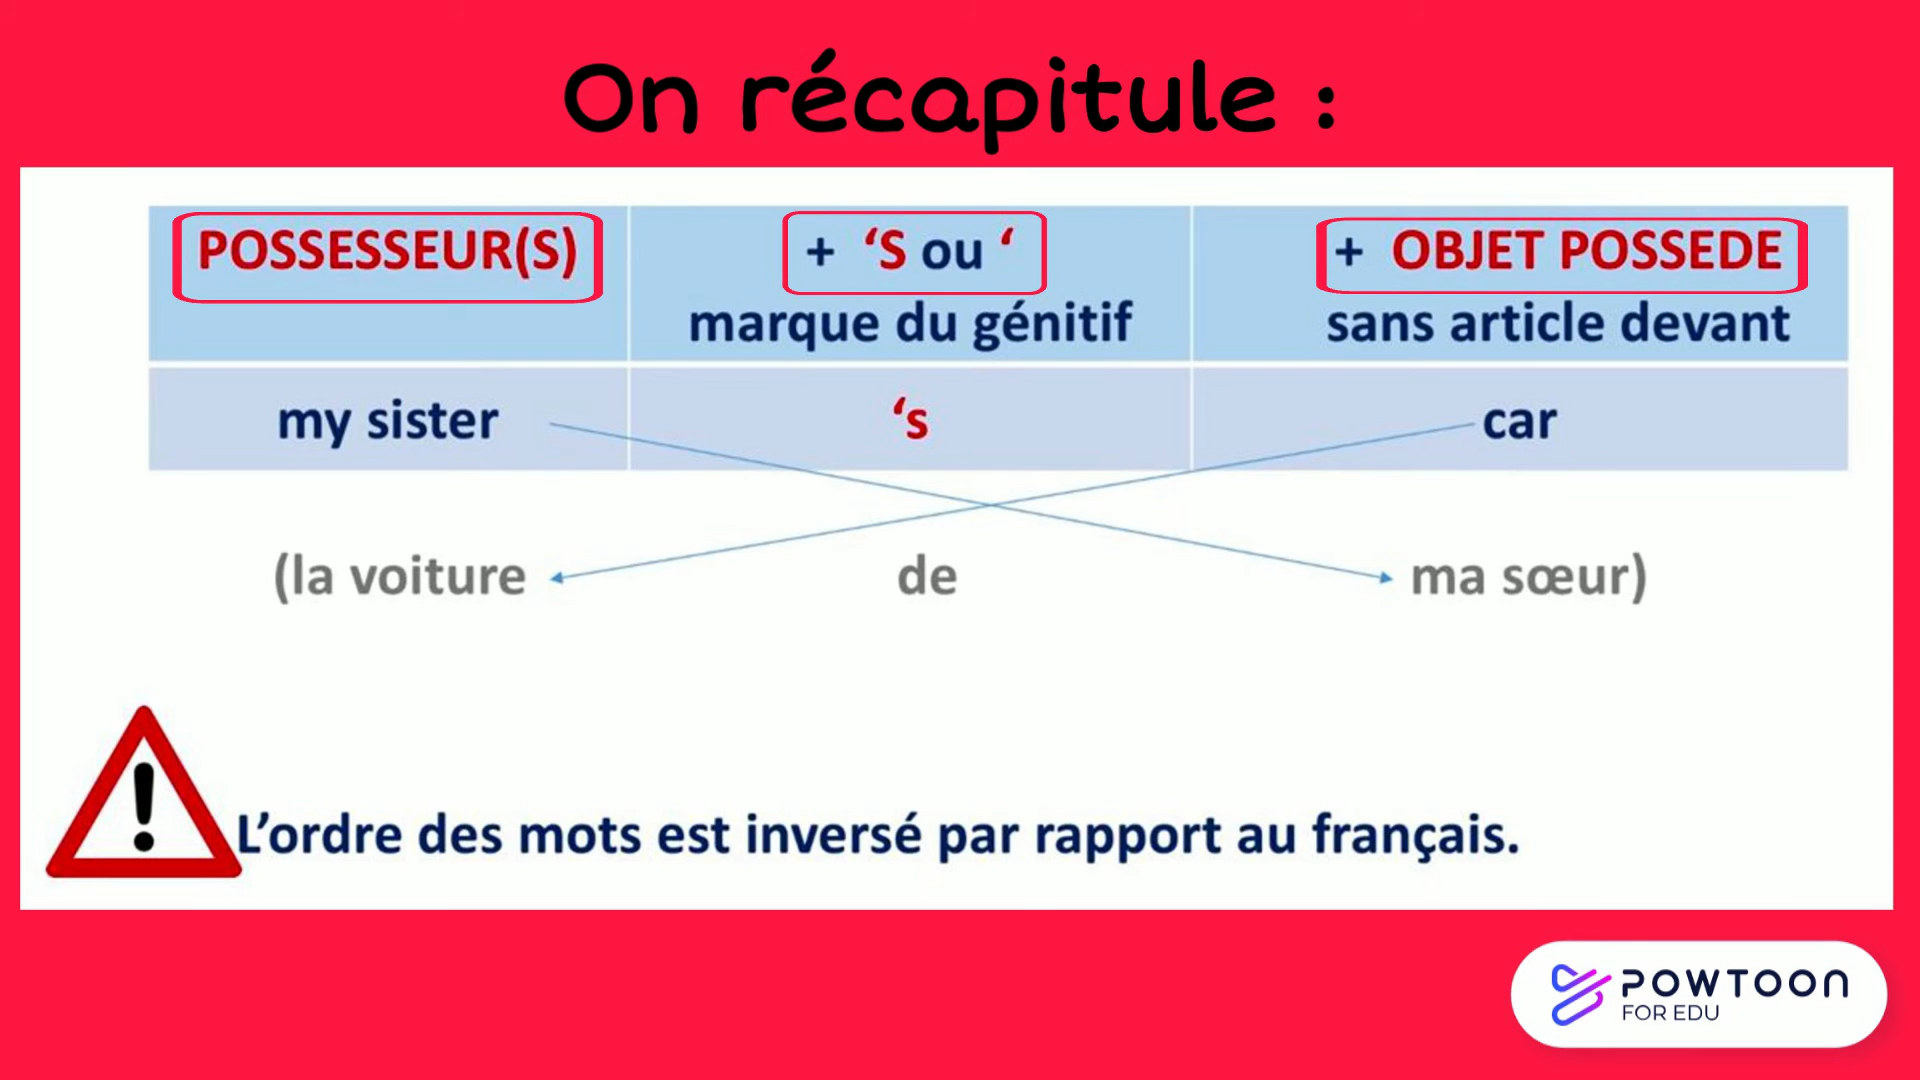 On récapitule :
POSSESSEUR(S) + ‘S ou ‘ + OBJET POSSEDE
marque du génitif sans article devant
my sister ‘s car
(la voiture de ma sœur)
L’ordre des mots est inversé par rapport au français.
POWTOON
FOR EDU